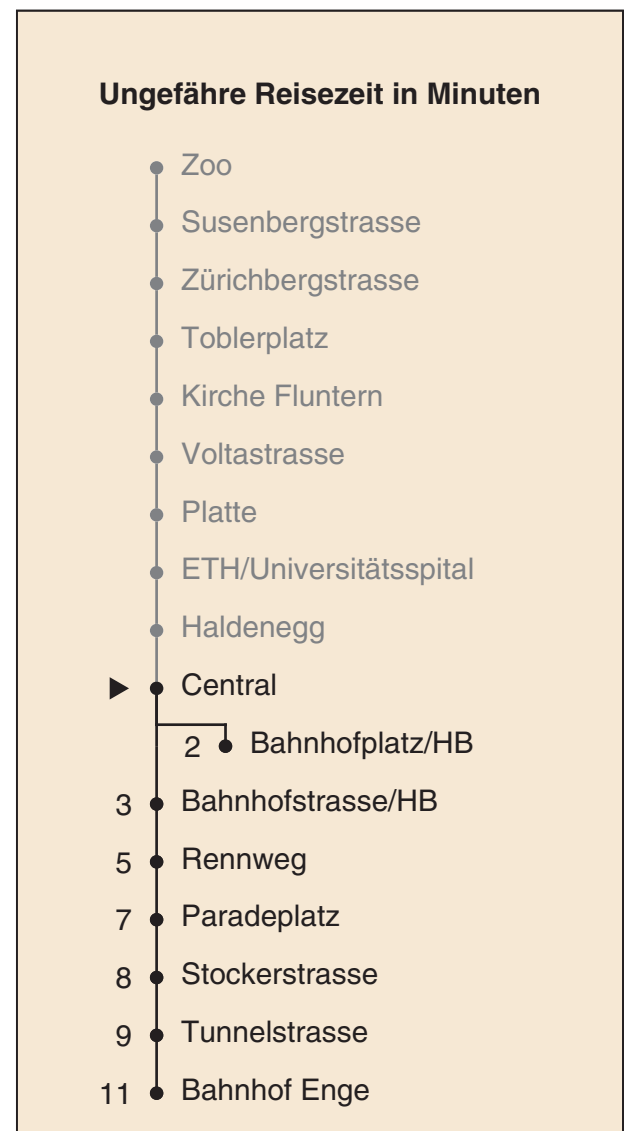 Ungefähre Reisezeit in Minuten
Zoo
Susenbergstrasse
Zürichbergstrasse
Toblerplatz
Kirche Fluntern
Voltastrasse
Platte
ETH/Universitätsspital
Haldenegg
Central
2 Bahnhofplatz/HB
3 Bahnhofstrasse/HB
5 Rennweg
7 Paradeplatz
8 Stockerstrasse
9 Tunnelstrasse
11 Bahnhof Enge